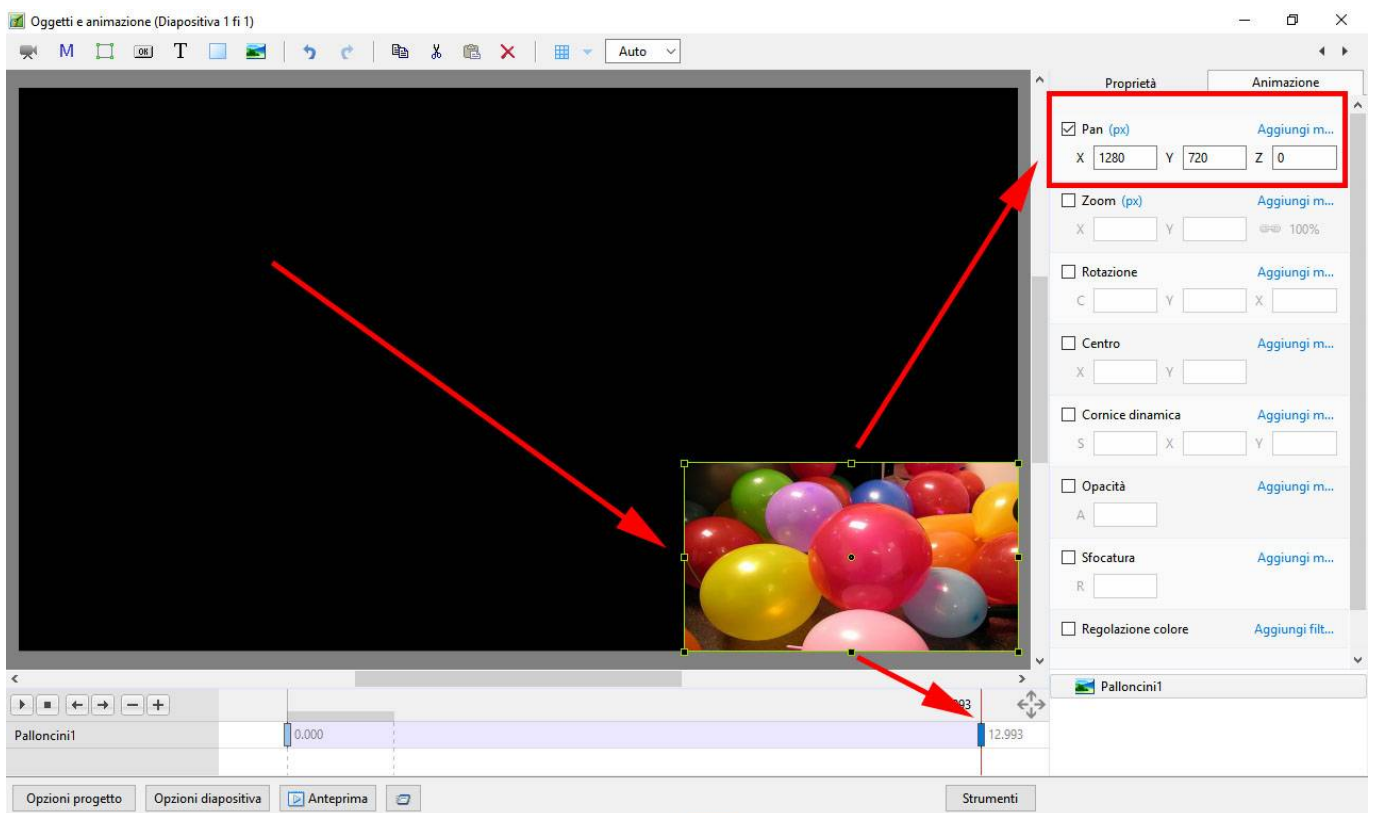 Oggetti e animazione (Diapositiva 1 fi 1)
M OK T Auto
Proprietà Animazione
Pan (px) Aggiungi m...
X 1280 Y 720 Z 0
Zoom (px) Aggiungi m...
X Y 100%
Rotazione Aggiungi m...
C Y X
Centro Aggiungi m...
X Y
Cornice dinamica Aggiungi m...
S X Y
Opacità Aggiungi m...
A
Sfocatura Aggiungi m...
R
Regolazione colore Aggiungi filt...
Palloncini1
Palloncini1 0.000 12.993
Opzioni progetto Opzioni diapositiva Anteprima Strumenti